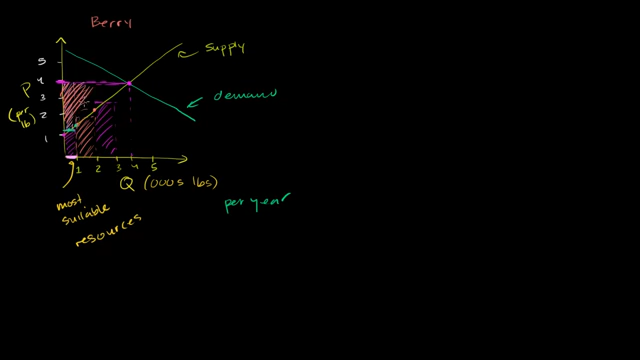 Berry
5
4
3
2
1
P
(per lb)
supply
demand
1 2 3 4 5
Q (000s lbs)
per year
most
suitable
resources